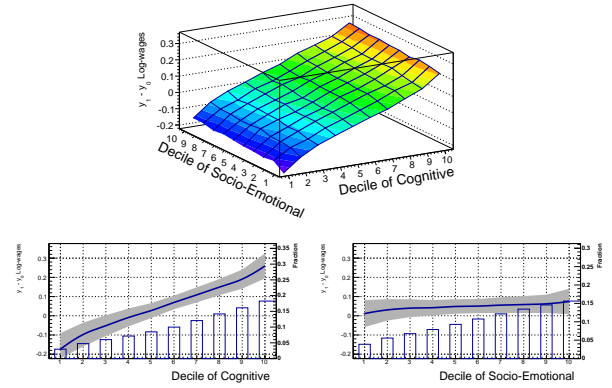 y1 - y0 Log-wages
0.3
0.2
0.1
0
-0.1
-0.2
10 9 8 7 6 5 4 3 2 1
Decile of Socio-Emotional
1 2 3 4 5 6 7 8 9 10
Decile of Cognitive
y1 - y0 Log-wages
0.3
0.2
0.1
0
-0.1
-0.2
1 2 3 4 5 6 7 8 9 10
Decile of Cognitive
Fraction
0.35
0.3
0.25
0.2
0.15
0.1
0.05
0
y1 - y0 Log-wages
0.3
0.2
0.1
0
-0.1
-0.2
1 2 3 4 5 6 7 8 9 10
Decile of Socio-Emotional
Fraction
0.35
0.3
0.25
0.2
0.15
0.1
0.05
0